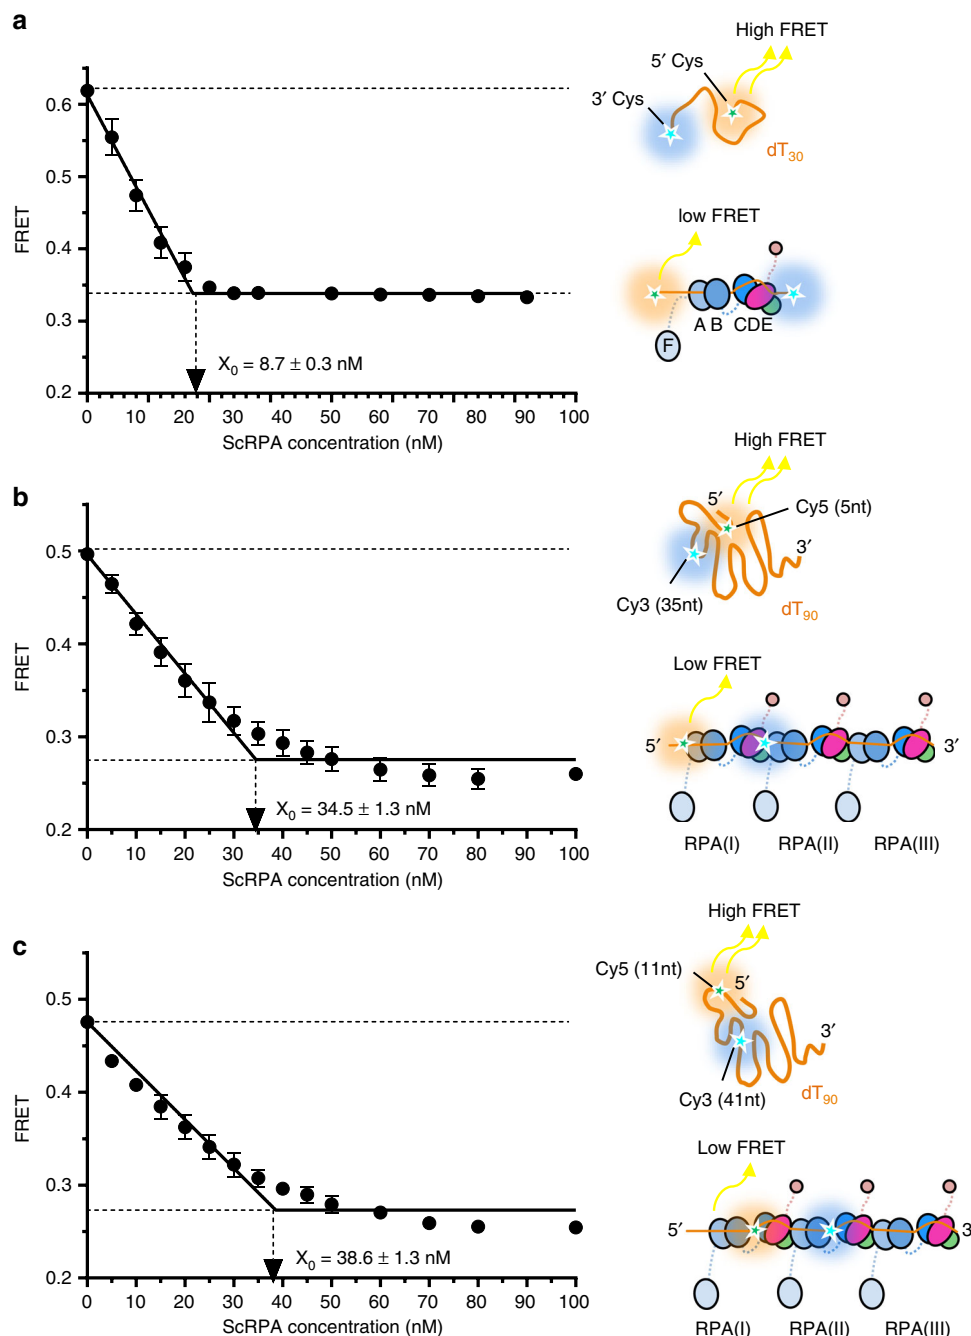 a
High FRET
5′ Cys
3′ Cys
dT30
low FRET
A B CDE
F
FRET
0.6
0.5
0.4
0.3
0.2
X0 = 8.7 ± 0.3 nM
0 10 20 30 40 50 60 70 80 90 100
ScRPA concentration (nM)
b
High FRET
5′
Cy5 (5nt)
3′
Cy3 (35nt)
dT90
Low FRET
5′
3′
RPA(I) RPA(II) RPA(III)
FRET
0.5
0.4
0.3
0.2
X0 = 34.5 ± 1.3 nM
0 10 20 30 40 50 60 70 80 90 100
ScRPA concentration (nM)
c
High FRET
Cy5 (11nt)
5′
3′
Cy3 (41nt)
dT90
Low FRET
5′
3′
RPA(I) RPA(II) RPA(III)
FRET
0.5
0.4
0.3
0.2
X0 = 38.6 ± 1.3 nM
0 10 20 30 40 50 60 70 80 90 100
ScRPA concentration (nM)